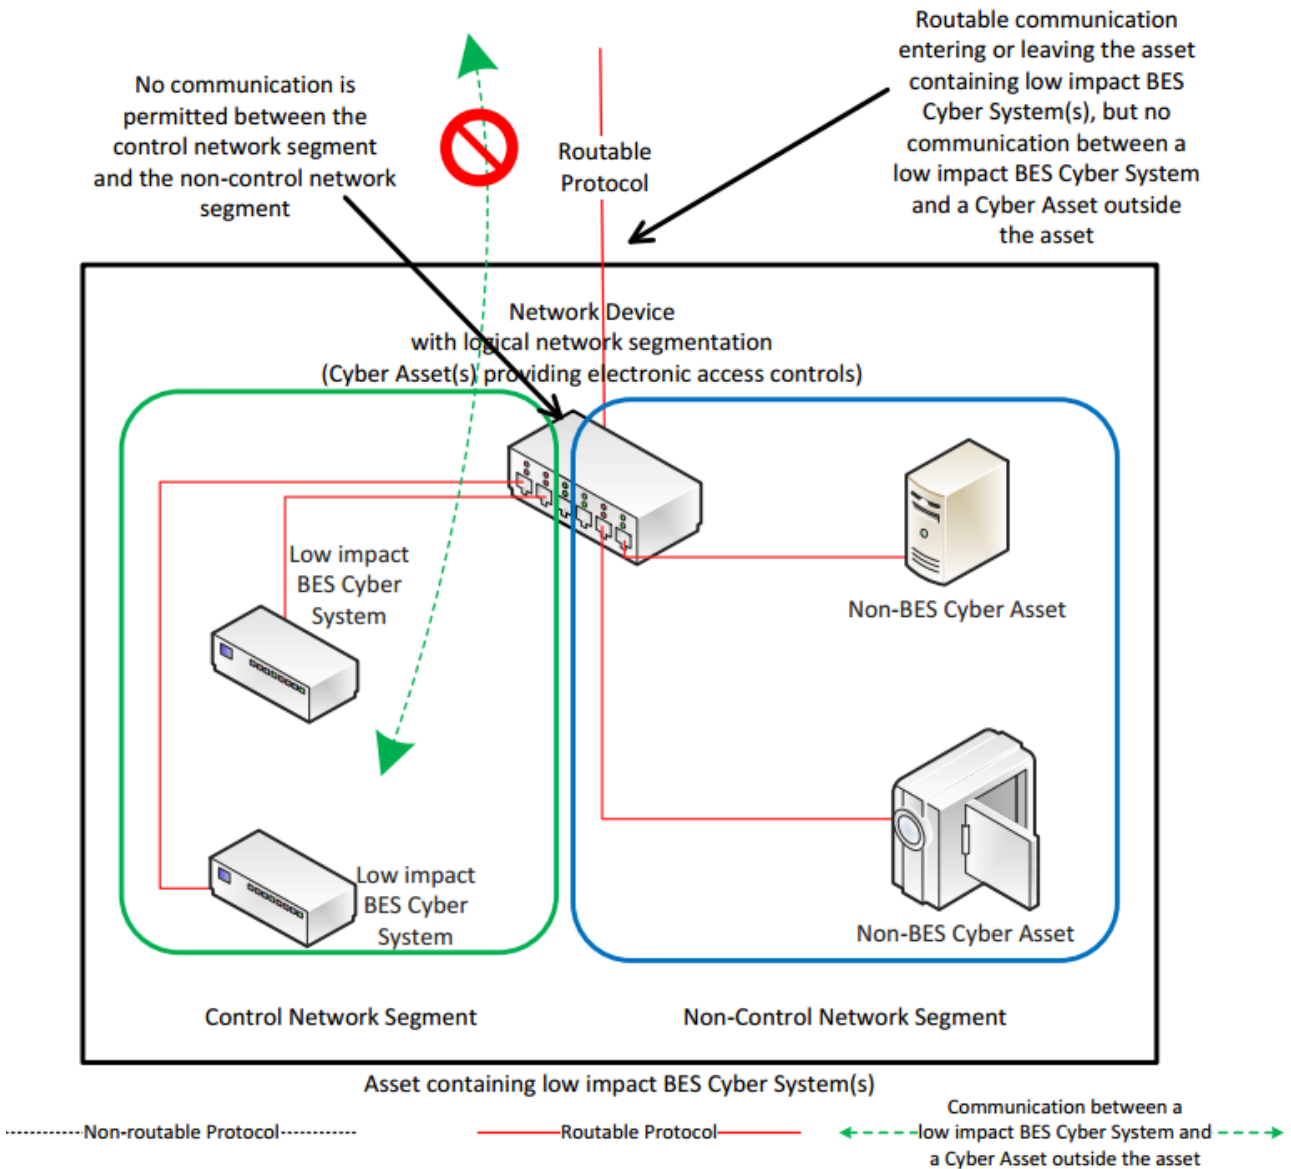 No communication is
permitted between the
control network segment
and the non-control network
segment
Routable
Protocol
Routable communication
entering or leaving the asset
containing low impact BES
Cyber System(s), but no
communication between a
low impact BES Cyber System
and a Cyber Asset outside
the asset
Network Device
with logical network segmentation
(Cyber Asset(s) providing electronic access controls)
Low impact
BES Cyber
System
Non-BES Cyber Asset
Low impact
BES Cyber
System
Non-BES Cyber Asset
Control Network Segment
Non-Control Network Segment
Asset containing low impact BES Cyber System(s)
Non-routable Protocol
Routable Protocol
Communication between a
low impact BES Cyber System and
a Cyber Asset outside the asset